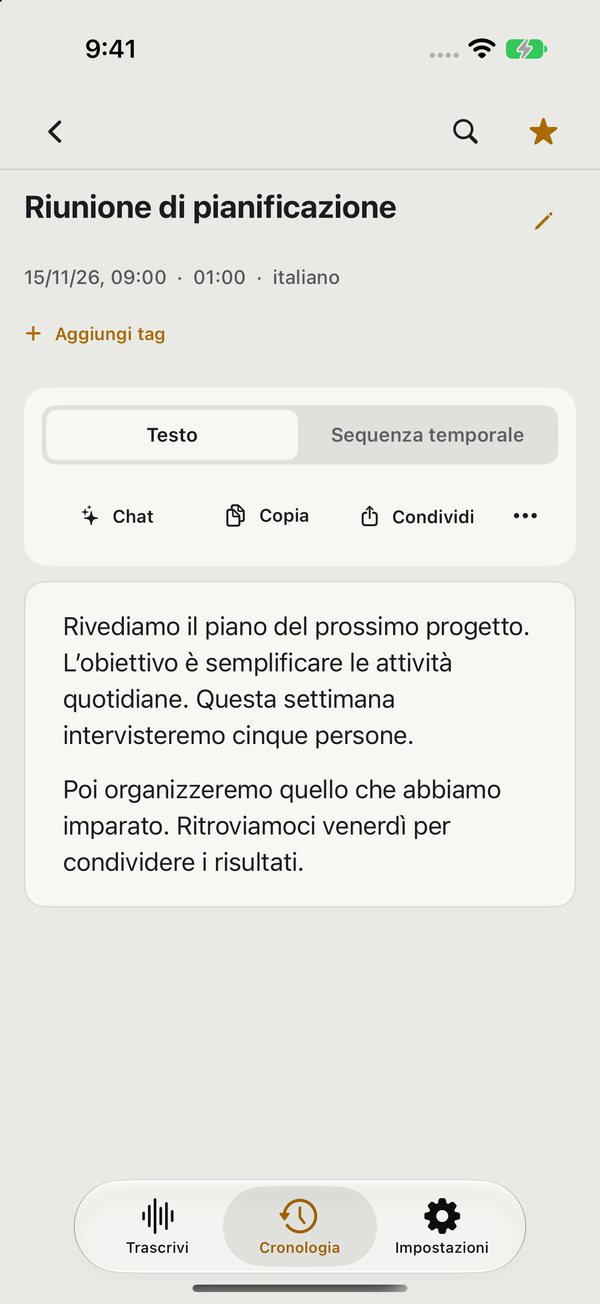 9:41
Riunione di pianificazione
15/11/26, 09:00 · 01:00 · italiano
+ Aggiungi tag
Testo
Sequenza temporale
Chat
Copia
Condividi
Rivediamo il piano del prossimo progetto.
L’obiettivo è semplificare le attività
quotidiane. Questa settimana
intervisteremo cinque persone.
Poi organizzeremo quello che abbiamo
imparato. Ritroviamoci venerdì per
condividere i risultati.
Trascrivi
Cronologia
Impostazioni